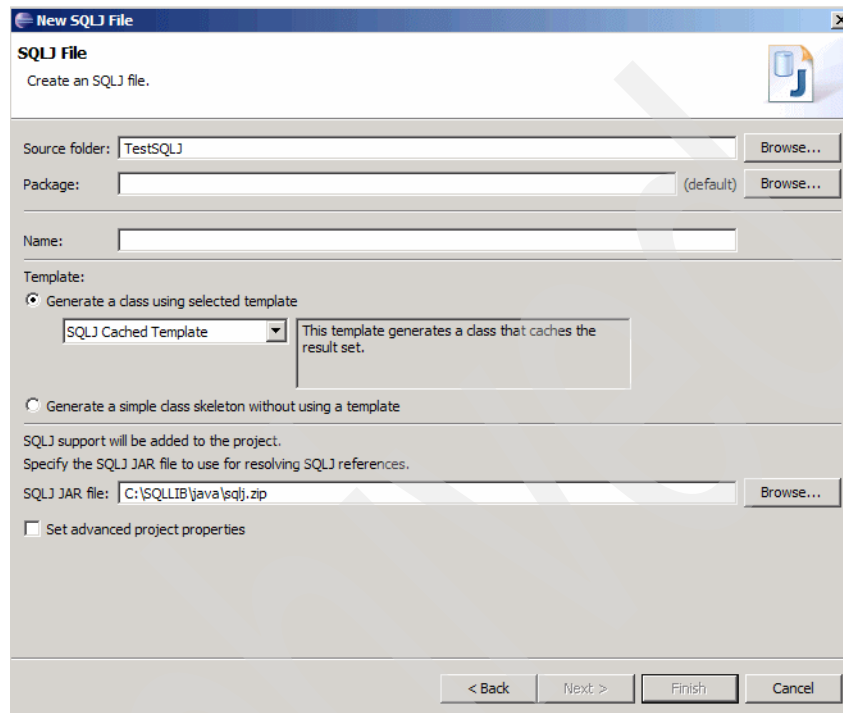 New SQLJ File
SQLJ File
Create an SQLJ file.
Source folder: TestSQLJ Browse...
Package: (default) Browse...
Name:
Template:
Generate a class using selected template
SQLJ Cached Template This template generates a class that caches the
result set.
Generate a simple class skeleton without using a template
SQLJ support will be added to the project.
Specify the SQLJ JAR file to use for resolving SQLJ references.
SQLJ JAR file: C:\SQLLIB\java\sqlj.zip Browse...
Set advanced project properties
< Back Next > Finish Cancel